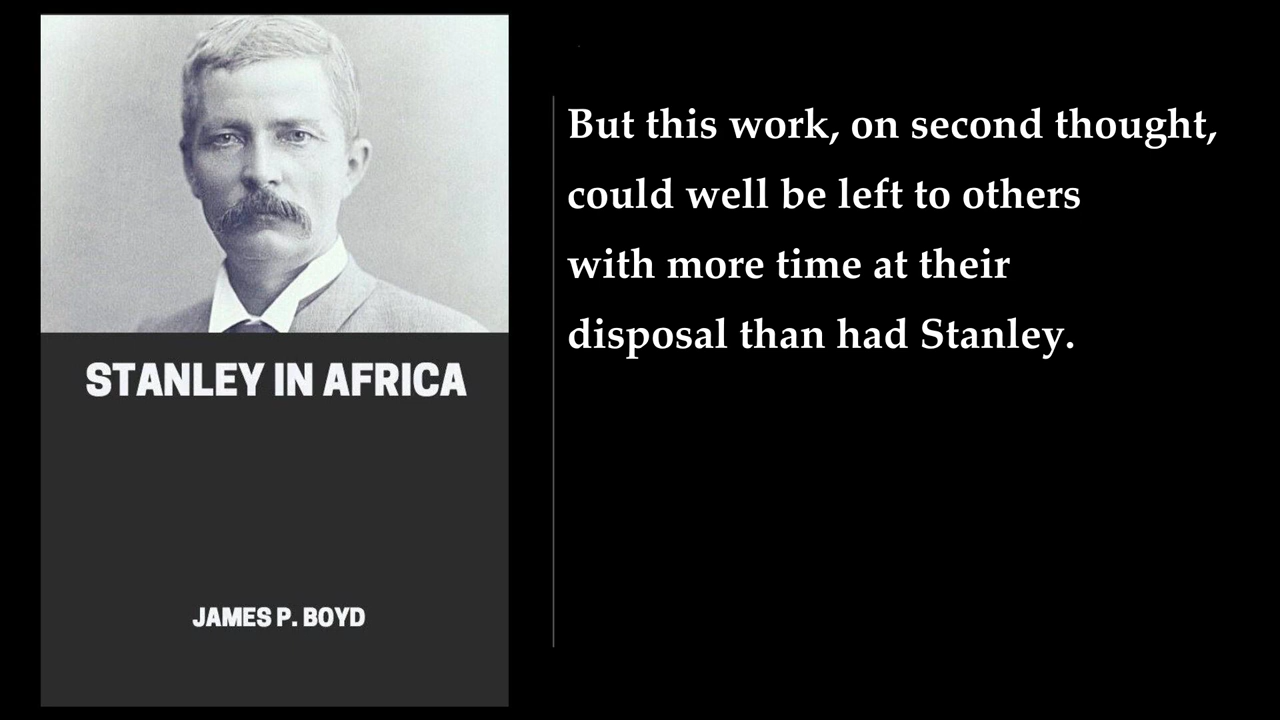 STANLEY IN AFRICA
JAMES P. BOYD
But this work, on second thought,
could well be left to others
with more time at their
disposal than had Stanley.